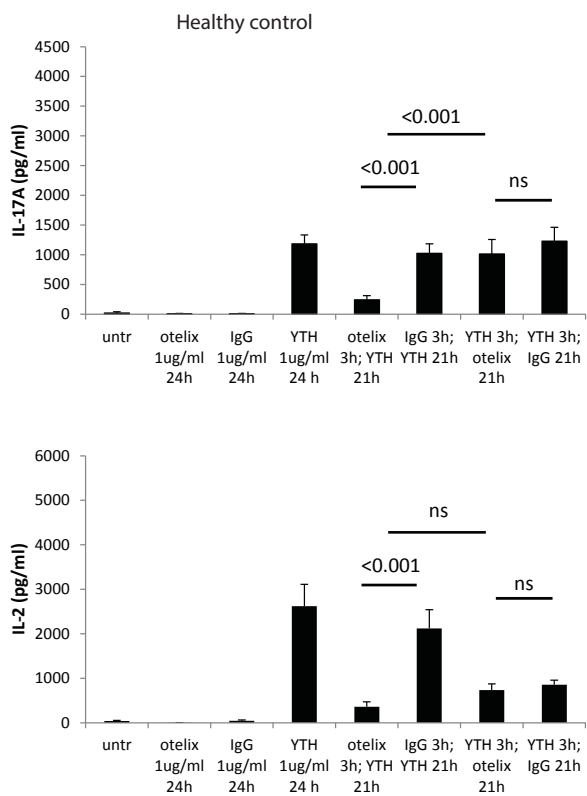 Healthy control
IL-17A (pg/ml)
4500
4000
3500
3000
2500
2000
1500
1000
500
0
<0.001
<0.001
ns
untr
otelix 1ug/ml 24h
IgG 1ug/ml 24h
YTH 1ug/ml 24 h
otelix 3h; YTH 21h
IgG 3h; YTH 21h
YTH 3h; otelix 21h
YTH 3h; IgG 21h
IL-2 (pg/ml)
6000
5000
4000
3000
2000
1000
0
ns
<0.001
ns
untr
otelix 1ug/ml 24h
IgG 1ug/ml 24h
YTH 1ug/ml 24 h
otelix 3h; YTH 21h
IgG 3h; YTH 21h
YTH 3h; otelix 21h
YTH 3h; IgG 21h